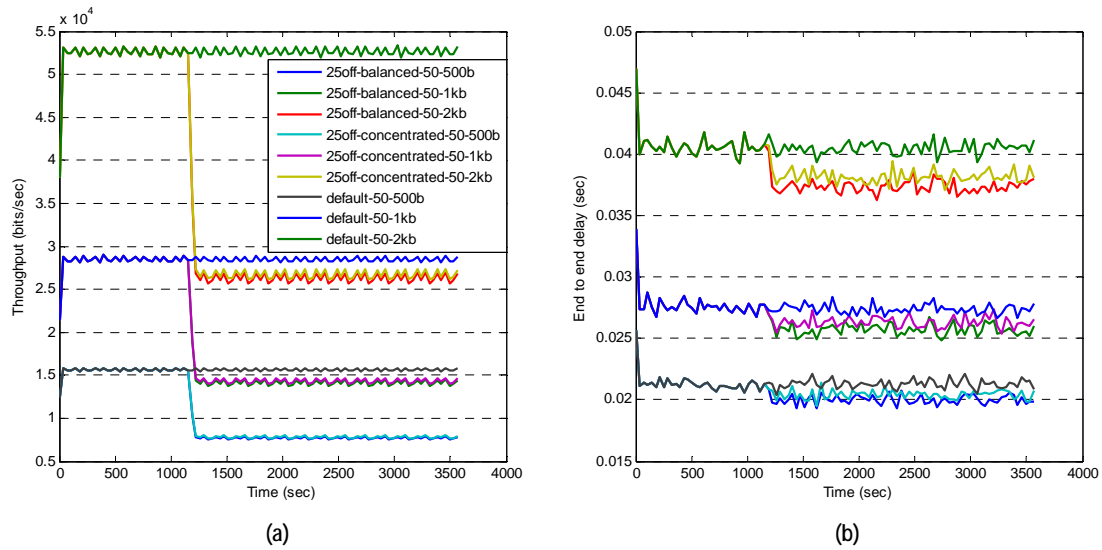 x 10^4
5.5
5
4.5
4
3.5
3
2.5
2
1.5
1
0.5
0 500 1000 1500 2000 2500 3000 3500 4000
Throughput (bits/sec)
Time (sec)
25off-balanced-50-500b
25off-balanced-50-1kb
25off-balanced-50-2kb
25off-concentrated-50-500b
25off-concentrated-50-1kb
25off-concentrated-50-2kb
default-50-500b
default-50-1kb
default-50-2kb
(a)
0.05
0.045
0.04
0.035
0.03
0.025
0.02
0.015
0 500 1000 1500 2000 2500 3000 3500 4000
End to end delay (sec)
Time (sec)
(b)